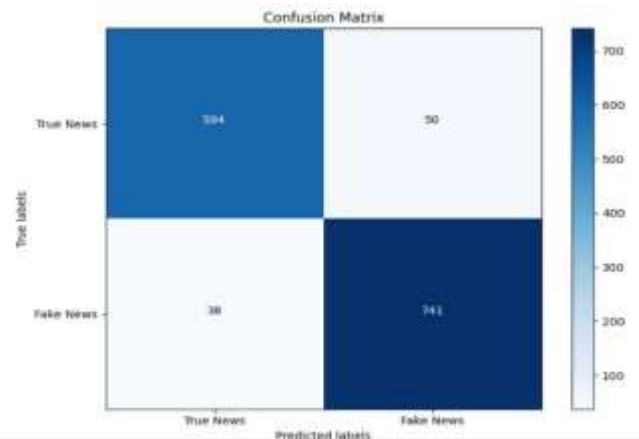 Confusion Matrix
700
True News
594
50
600
500
True labels
400
300
Fake News
38
741
200
100
True News
Fake News
Predicted labels